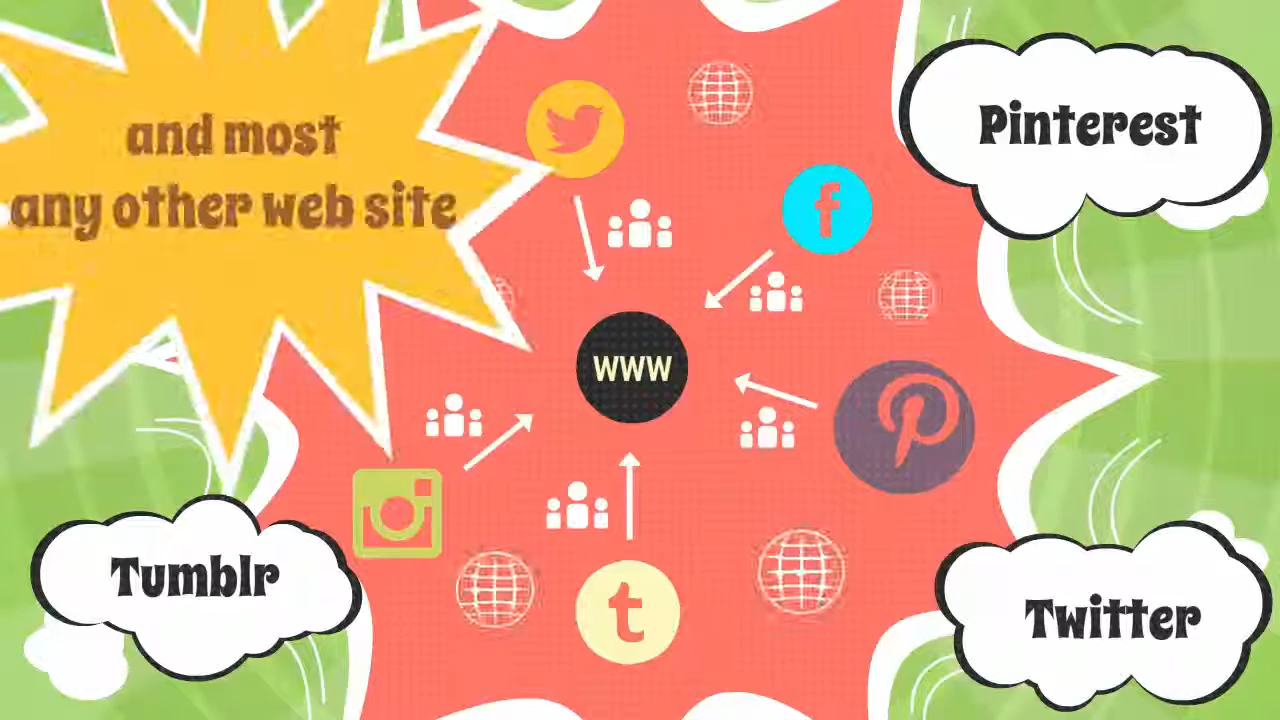 and most
any other web site
Pinterest
www
Tumblr
Twitter